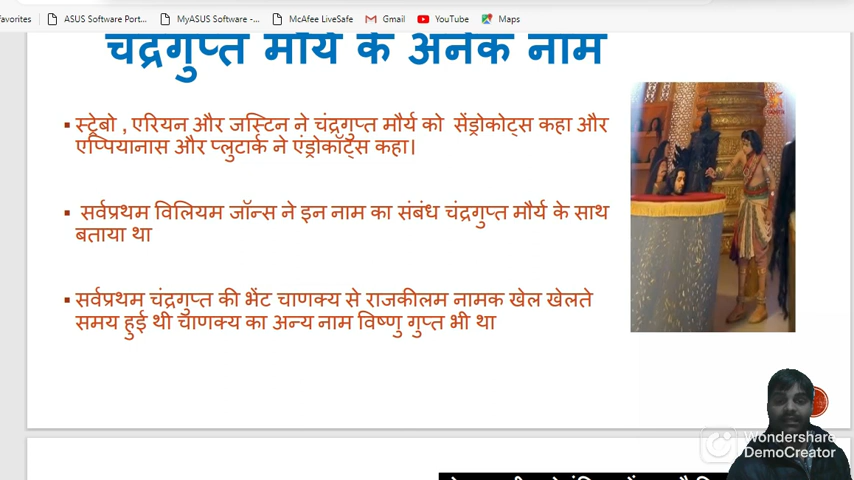 avorites
ASUS Software Port...
MyASUS Software -...
McAfee LiveSafe
Gmail
YouTube
Maps
चंद्रगुप्त मौर्य के अनेक नाम
▪ स्ट्रेबो , एरियन और जस्टिन ने चंद्रगुप्त मौर्य को सेंड्रोकोट्स कहा और
एप्पियानास और प्लुटार्क ने एंड्रोकॉट्स कहा।
▪ सर्वप्रथम विलियम जॉन्स ने इन नाम का संबंध चंद्रगुप्त मौर्य के साथ
बताया था
▪ सर्वप्रथम चंद्रगुप्त की भेंट चाणक्य से राजकीलम नामक खेल खेलते
समय हुई थी चाणक्य का अन्य नाम विष्णु गुप्त भी था
Wondershare
DemoCreator